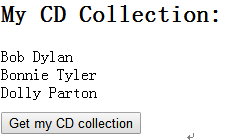 My CD Collection:
Bob Dylan
Bonnie Tyler
Dolly Parton
Get my CD collection